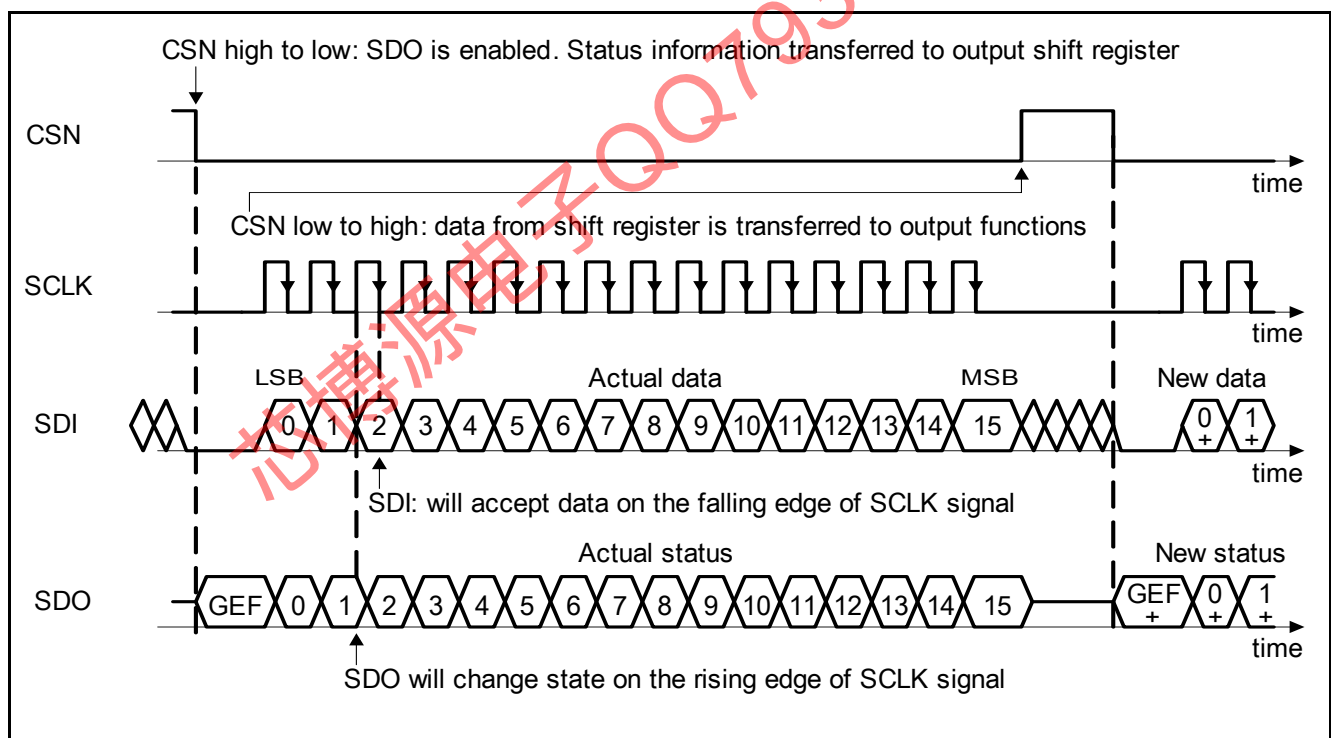 CSN high to low: SDO is enabled. Status information transferred to output shift register
CSN
time
CSN low to high: data from shift register is transferred to output functions
SCLK
time
LSB Actual data MSB New data
SDI 0 1 2 3 4 5 6 7 8 9 10 11 12 13 14 15 0+ 1+
time
SDI: will accept data on the falling edge of SCLK signal
Actual status New status
SDO GEF 0 1 2 3 4 5 6 7 8 9 10 11 12 13 14 15 GEF+ 0+ 1+
time
SDO will change state on the rising edge of SCLK signal
芯博源电子QQ795